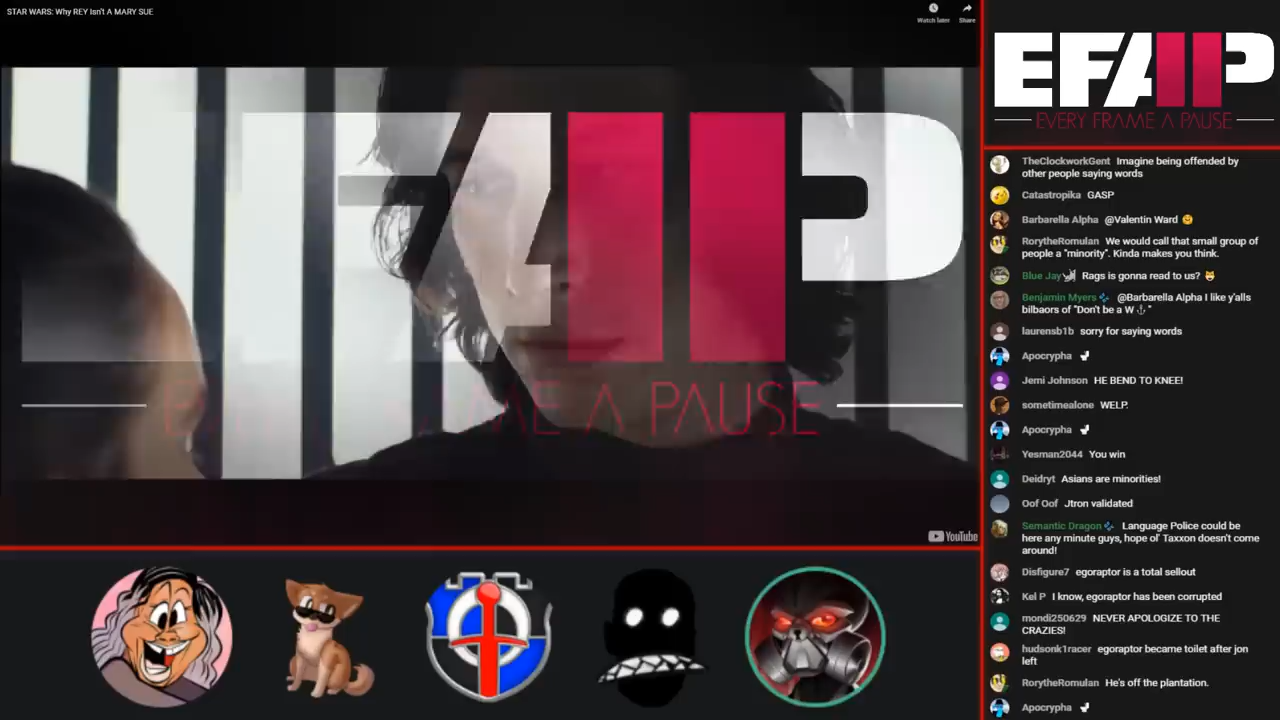 STAR WARS: Why REY Isn't A MARY SUE
Watch later
Share
EFAP
EVERY FRAME A PAUSE
YouTube
EFAP
EVERY FRAME A PAUSE
TheClockworkGent Imagine being offended by
other people saying words
Catastropika GASP
Barbarella Alpha @Valentin Ward
RorytheRomulan We would call that small group of
people a "minority". Kinda makes you think.
Blue Jay Rags is gonna read to us?
Benjamin Myers @Barbarella Alpha I like y'alls
bilbaors of "Don't be a W "
laurensb1b sorry for saying words
Apocrypha
Jemi Johnson HE BEND TO KNEE!
sometimealone WELP.
Apocrypha
Yesman2044 You win
Deidryt Asians are minorities!
Oof Oof Jtron validated
Semantic Dragon Language Police could be
here any minute guys, hope ol' Taxxon doesn't come
around!
Disfigure7 egoraptor is a total sellout
Kel P I know, egoraptor has been corrupted
mondi250629 NEVER APOLOGIZE TO THE
CRAZIES!
hudsonk1racer egoraptor became toilet after jon
left
RorytheRomulan He's off the plantation.
Apocrypha